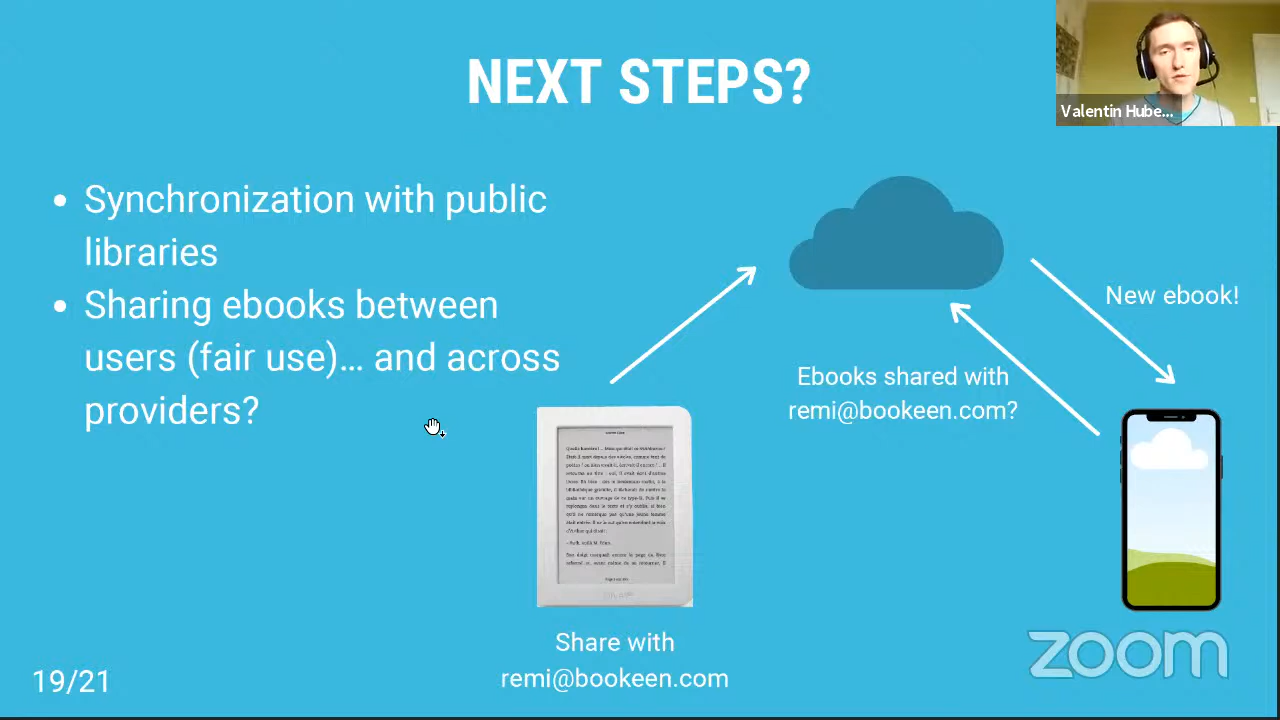 NEXT STEPS?
Valentin Hube...
• Synchronization with public
libraries
• Sharing ebooks between
users (fair use)... and across
providers?
New ebook!
Ebooks shared with
remi@bookeen.com?
Share with
remi@bookeen.com
19/21
zoom